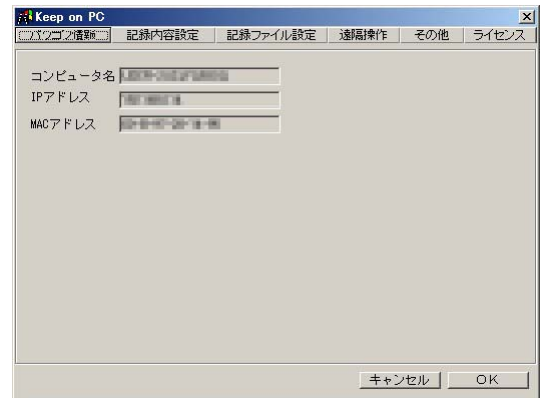 Keep on PC
パソコン情報 記録内容設定 記録ファイル設定 遠隔操作 その他 ライセンス
コンピュータ名
IPアドレス
MACアドレス
キャンセル OK